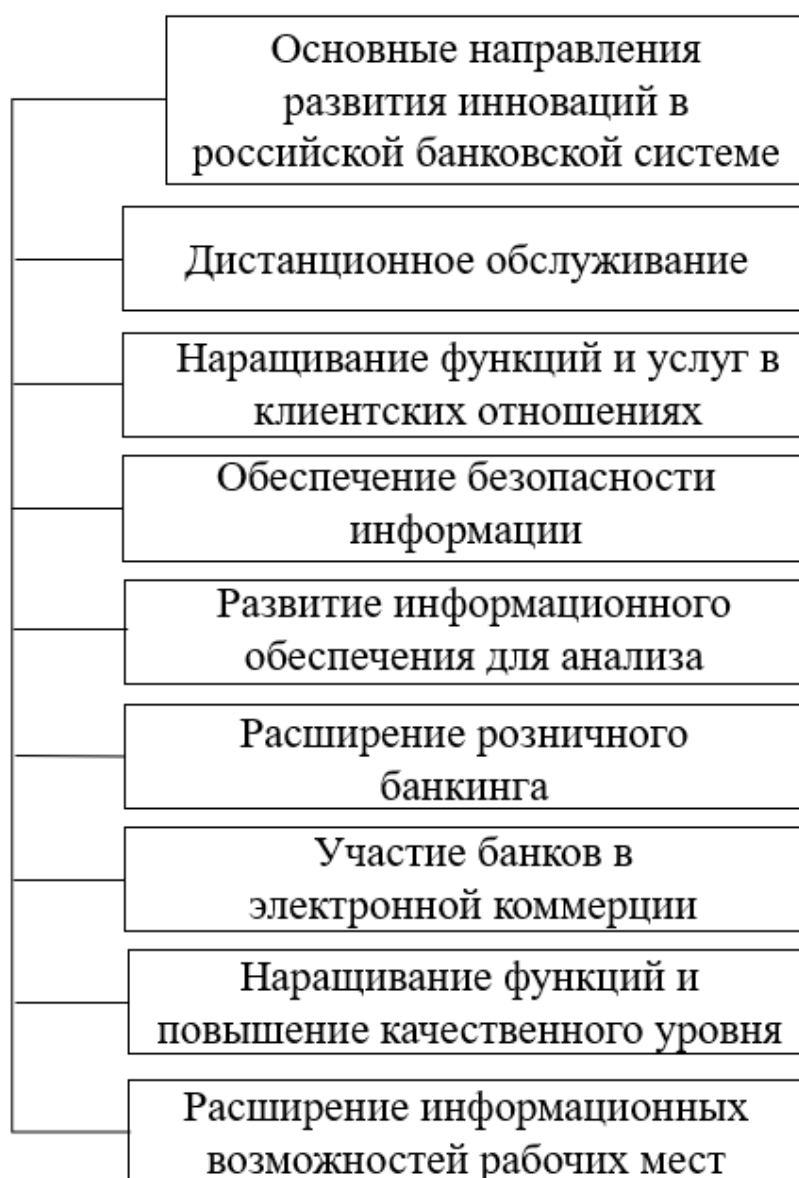 Основные направления
развития инноваций в
российской банковской системе
Дистанционное обслуживание
Наращивание функций и услуг в
клиентских отношениях
Обеспечение безопасности
информации
Развитие информационного
обеспечения для анализа
Расширение розничного
банкинга
Участие банков в
электронной коммерции
Наращивание функций и
повышение качественного уровня
Расширение информационных
возможностей рабочих мест